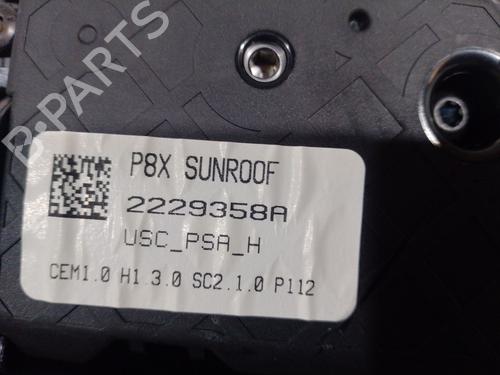 P8X SUNROOF
2229358A
USC_PSA_H
CEM1.0 H1.3.0 SC2.1.0 P112
B-PARTS